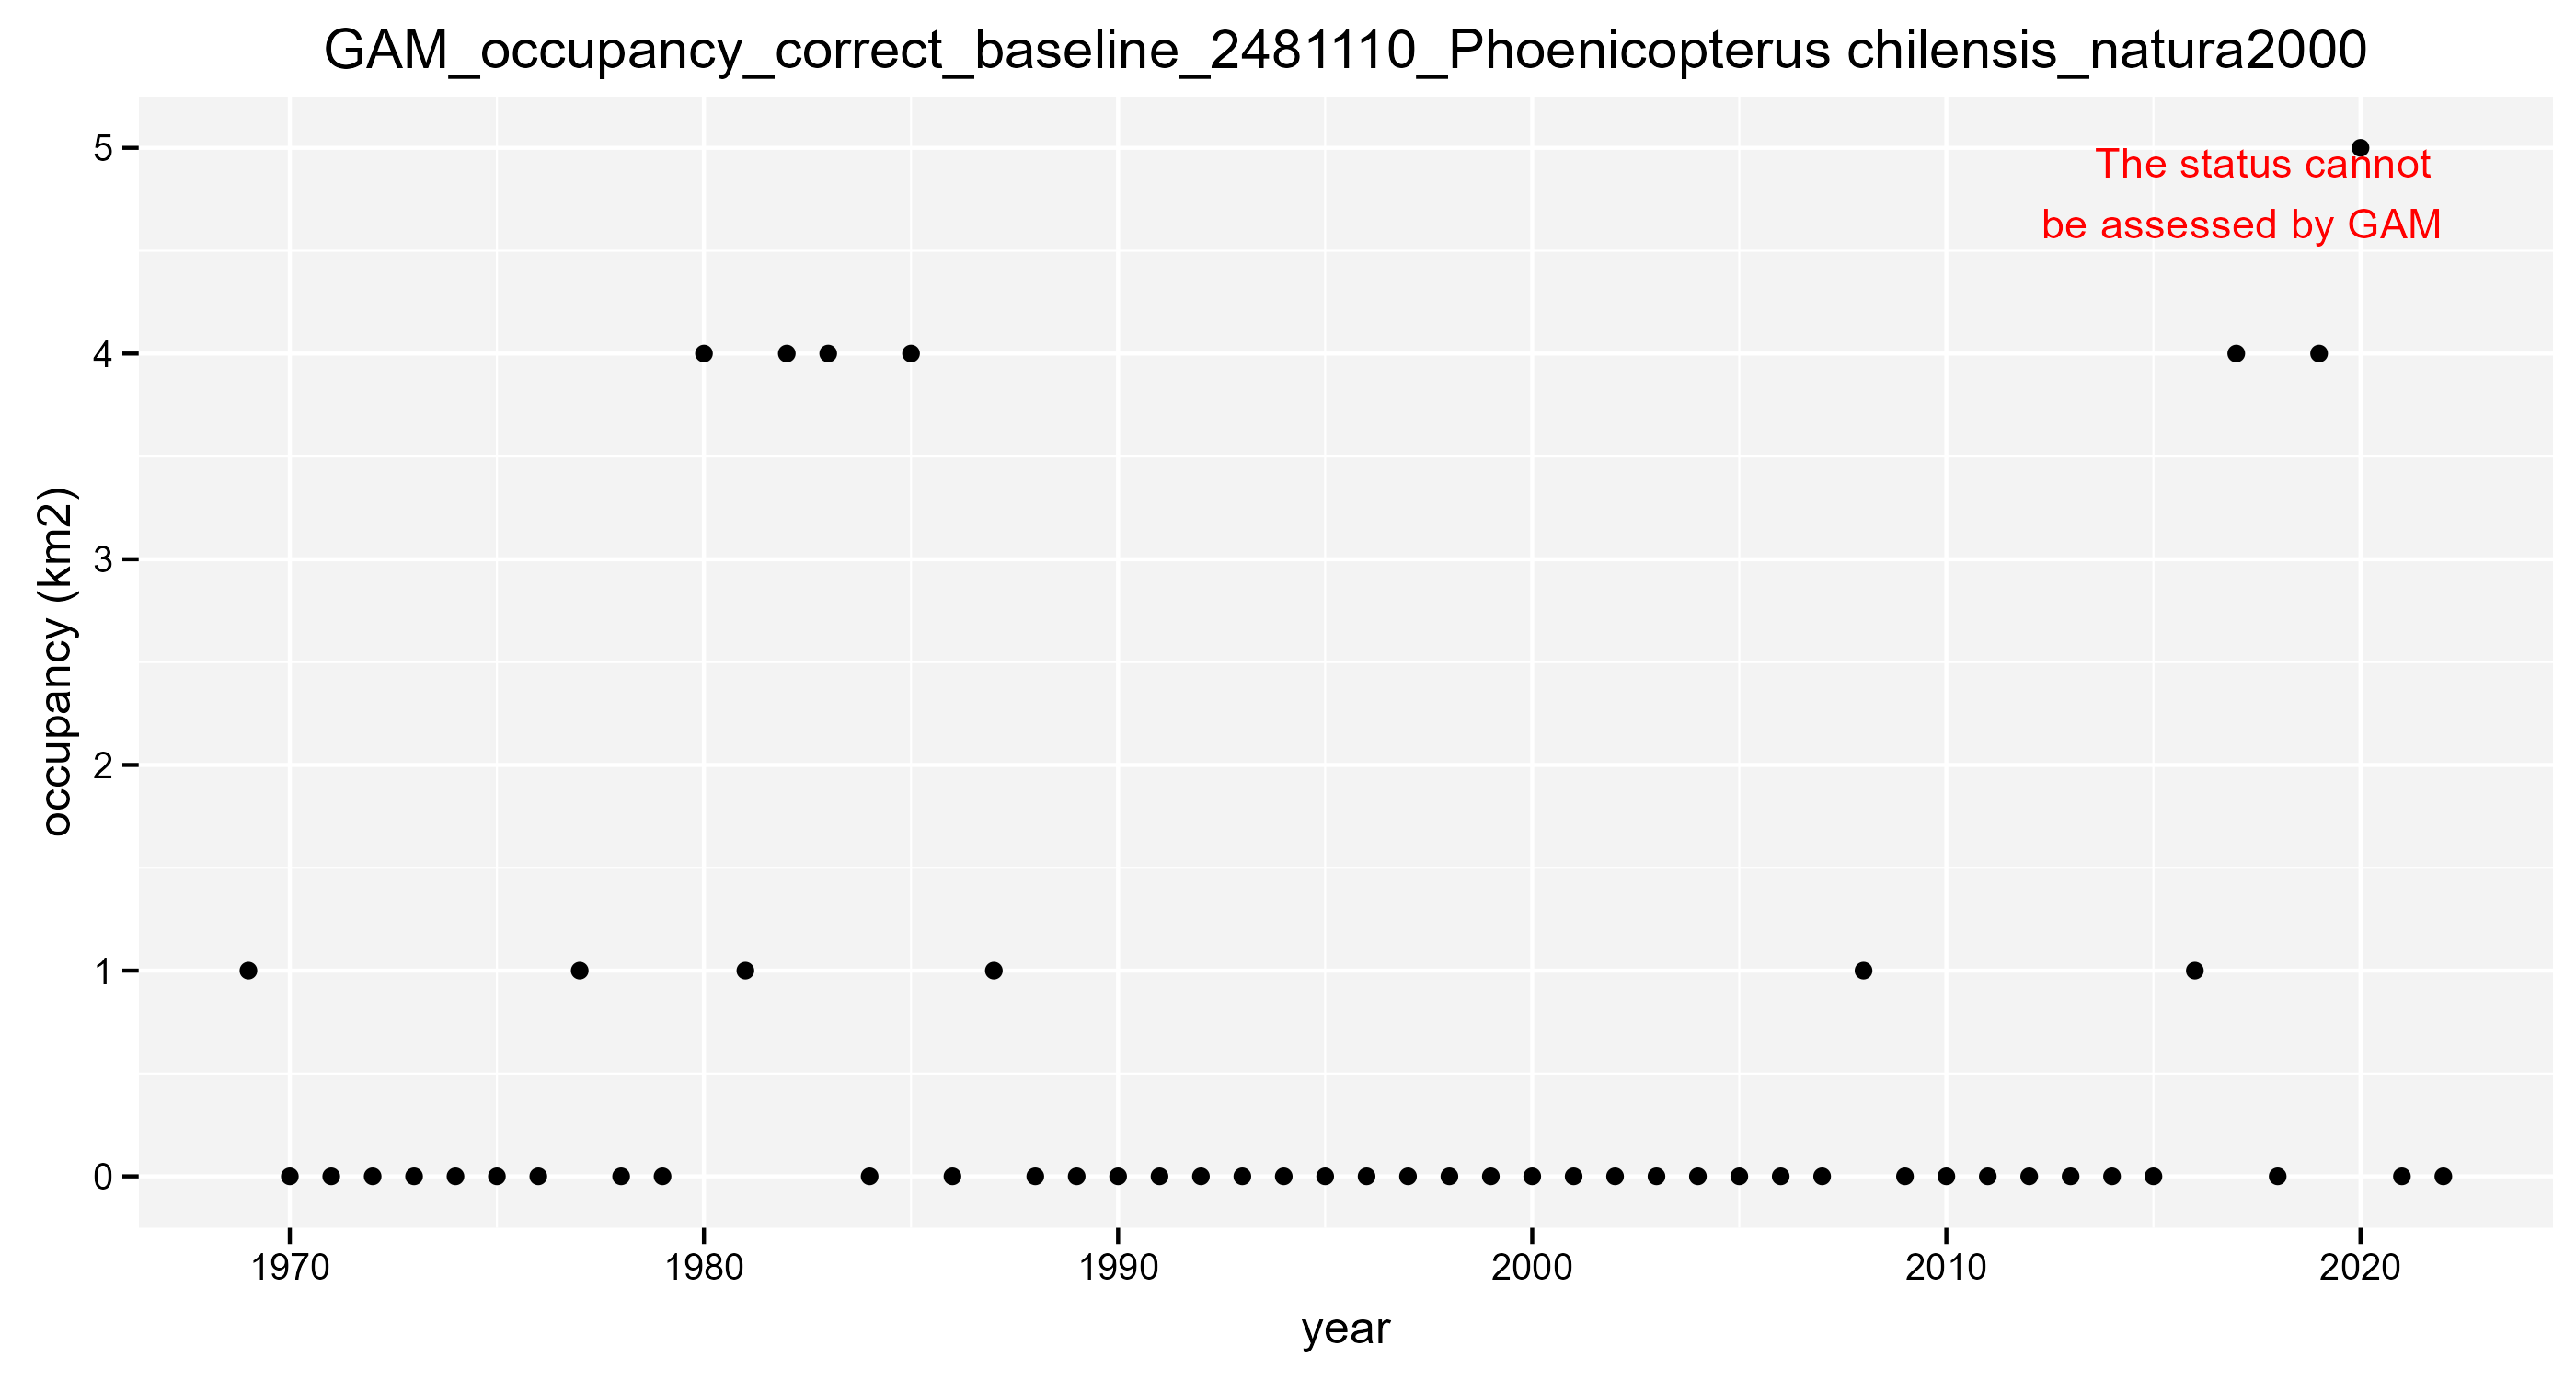 GAM_occupancy_correct_baseline_2481110_Phoenicopterus chilensis_natura2000
5
4
3
2
1
0
occupancy (km2)
The status cannot
be assessed by GAM
1970 1980 1990 2000 2010 2020
year